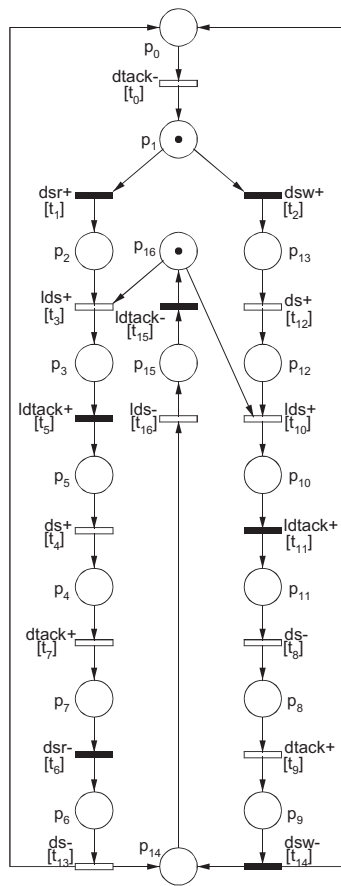 p0
dtack-
[t0]
p1
dsr+
[t1]
dsw+
[t2]
p2
p16
p13
lds+
[t3]
ldtack-
[t15]
ds+
[t12]
p3
p15
p12
ldtack+
[t5]
lds-
[t16]
lds+
[t10]
p5
p10
ds+
[t4]
ldtack+
[t11]
p4
p11
dtack+
[t7]
ds-
[t8]
p7
p8
dsr-
[t6]
dtack+
[t9]
p6
p9
ds-
[t13]
p14
dsw-
[t14]